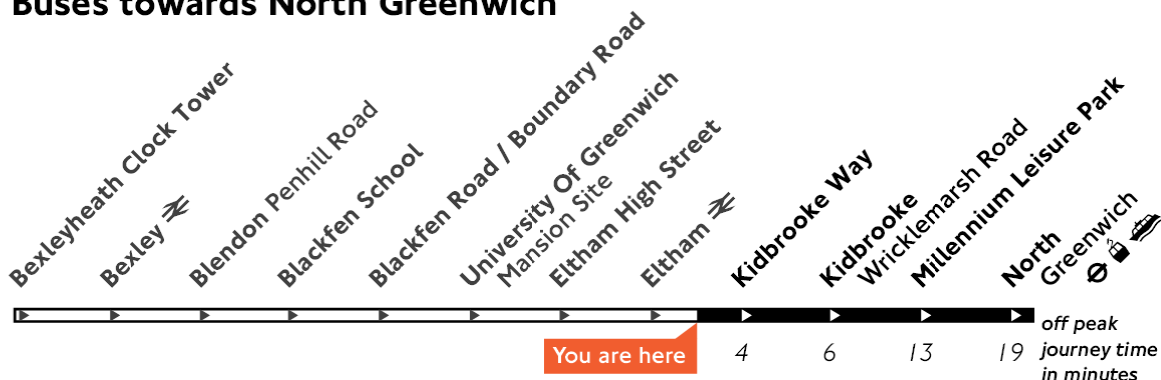 Buses towards North Greenwich
Bexleyheath Clock Tower
Bexley
Blendon Penhill Road
Blackfen School
Blackfen Road / Boundary Road
University Of Greenwich
Mansion Site
Eltham High Street
Eltham
Kidbrooke Way
Kidbrooke
Wricklemarsh Road
Millennium Leisure Park
North
Greenwich
You are here
4 6 13 19
off peak
journey time
in minutes